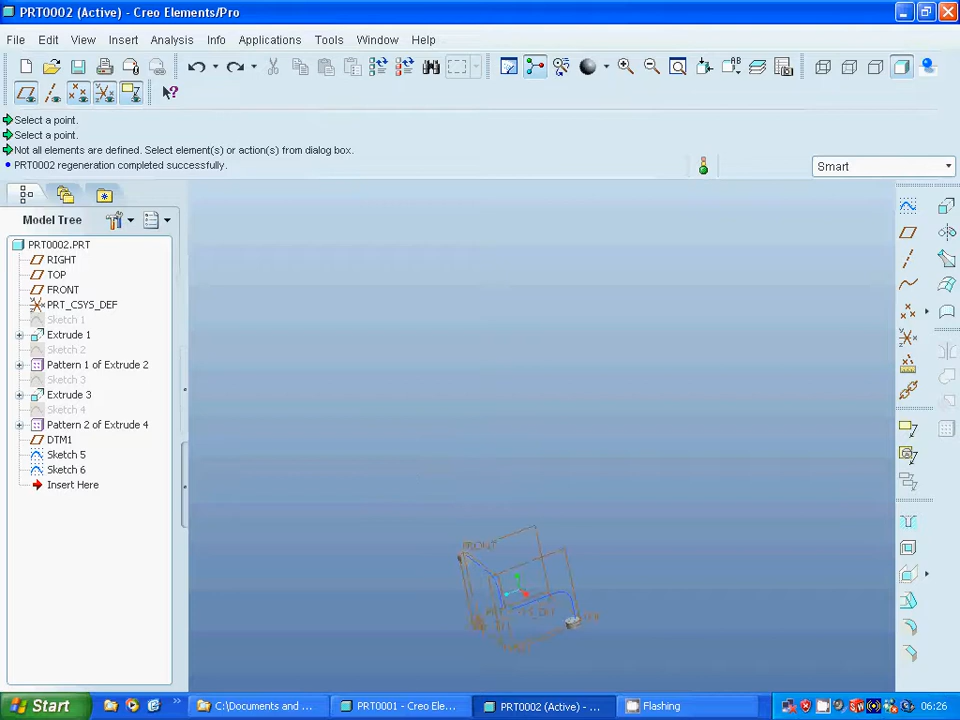 PRT0002 (Active) - Creo Elements/Pro
File Edit View Insert Analysis Info Applications Tools Window Help
Select a point.
Select a point.
Not all elements are defined. Select element(s) or action(s) from dialog box.
PRT0002 regeneration completed successfully.
Smart
Model Tree
PRT0002.PRT
RIGHT
TOP
FRONT
PRT_CSYS_DEF
Sketch 1
Extrude 1
Sketch 2
Pattern 1 of Extrude 2
Sketch 3
Extrude 3
Sketch 4
Pattern 2 of Extrude 4
DTM1
Sketch 5
Sketch 6
Insert Here
FRONT
Start C:\Documents and ... PRT0001 - Creo Ele... PRT0002 (Active) - ... Flashing 06:26